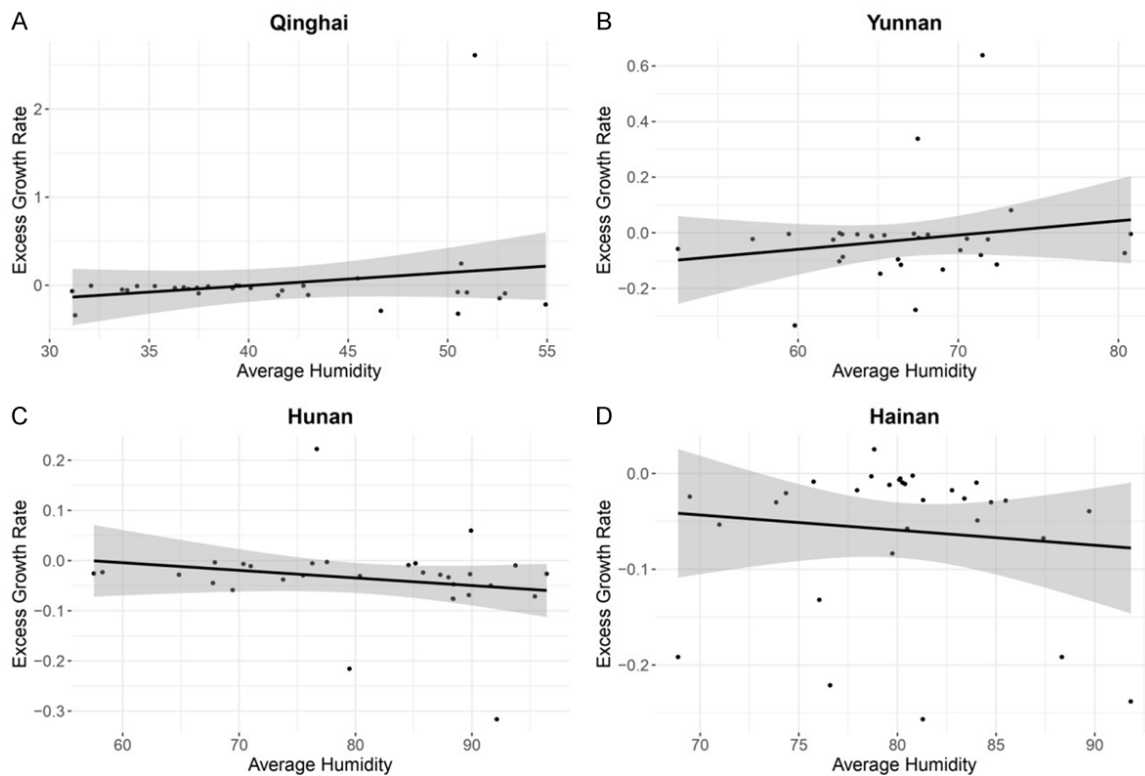 A
Qinghai
Excess Growth Rate
2
1
0
30
35
40
45
50
55
Average Humidity
B
Yunnan
Excess Growth Rate
0.6
0.4
0.2
0.0
−0.2
60
70
80
Average Humidity
C
Hunan
Excess Growth Rate
0.2
0.1
0.0
−0.1
−0.2
−0.3
60
70
80
90
Average Humidity
D
Hainan
Excess Growth Rate
0.0
−0.1
−0.2
70
75
80
85
90
Average Humidity